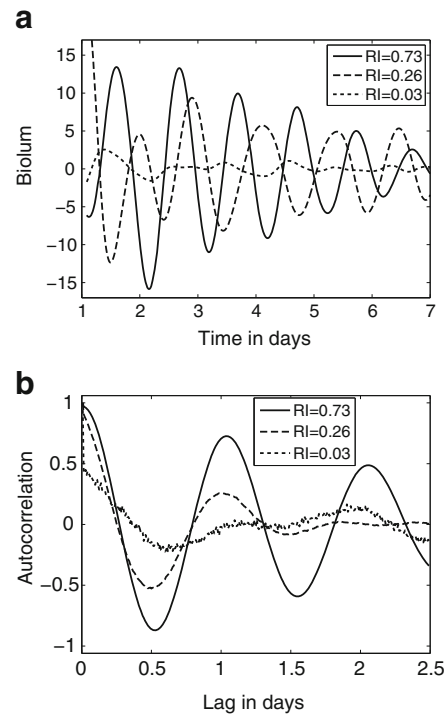 a
15
10
5
0
-5
-10
-15
Biolum
RI=0.73
RI=0.26
RI=0.03
1
2
3
4
5
6
7
Time in days
b
1
0.5
0
-0.5
-1
Autocorrelation
RI=0.73
RI=0.26
RI=0.03
0
0.5
1
1.5
2
2.5
Lag in days